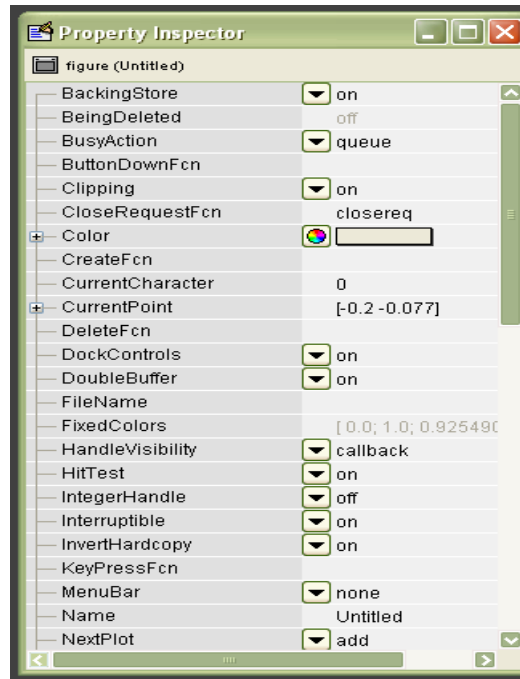 Property Inspector
figure (Untitled)
BackingStore on
BeingDeleted off
BusyAction queue
ButtonDownFcn
Clipping on
CloseRequestFcn closereq
Color
CreateFcn
CurrentCharacter 0
CurrentPoint [-0.2 -0.077]
DeleteFcn
DockControls on
DoubleBuffer on
FileName
FixedColors [ 0.0; 1.0; 0.925490
HandleVisibility callback
HitTest on
IntegerHandle off
Interruptible on
InvertHardcopy on
KeyPressFcn
MenuBar none
Name Untitled
NextPlot add